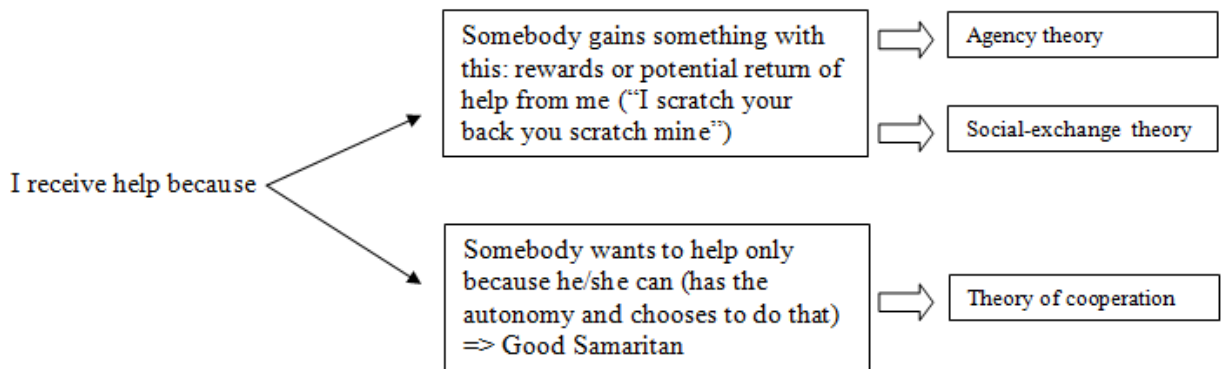 I receive help because
Somebody gains something with
this: rewards or potential return of
help from me (“I scratch your
back you scratch mine”)
Agency theory
Social-exchange theory
Somebody wants to help only
because he/she can (has the
autonomy and chooses to do that)
=> Good Samaritan
Theory of cooperation